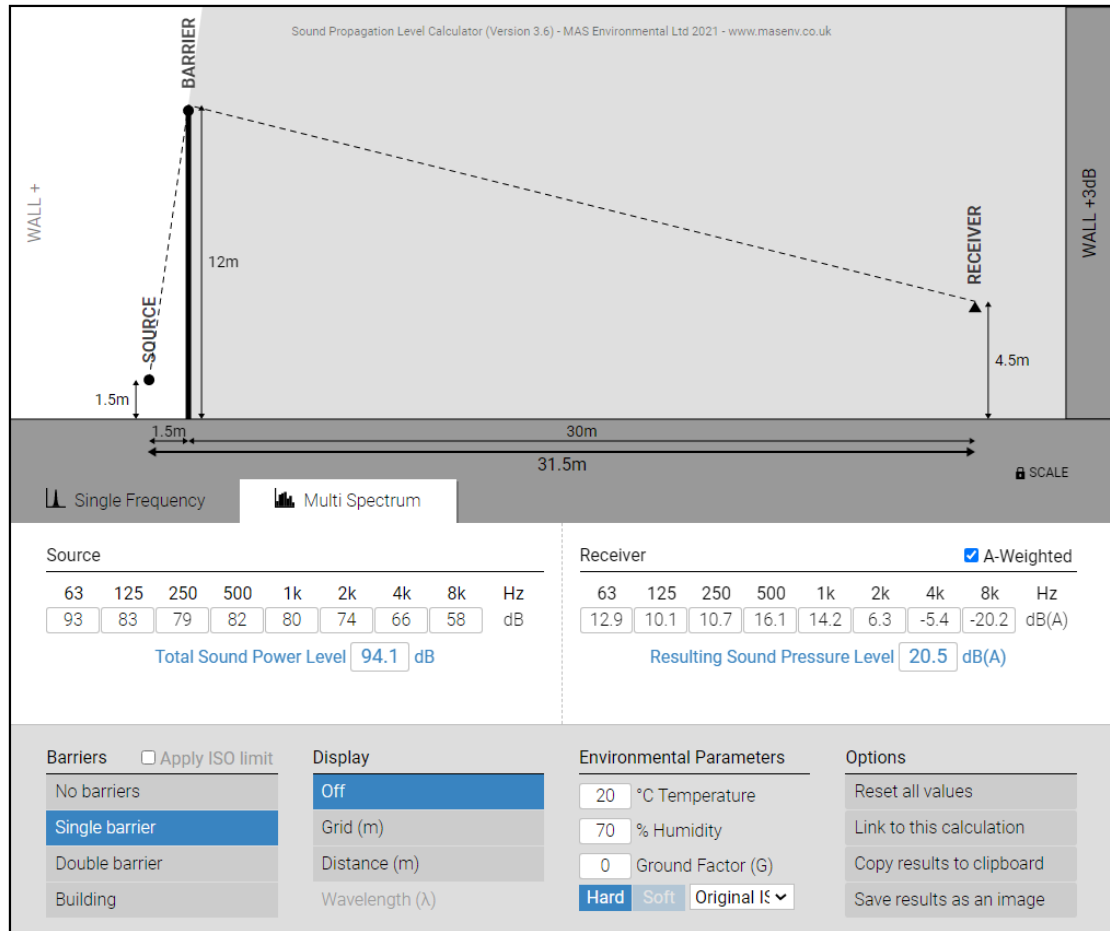 Sound Propagation Level Calculator (Version 3.6) - MAS Environmental Ltd 2021 - www.masenv.co.uk
BARRIER
WALL +
WALL +3dB
RECEIVER
12m
SOURCE
4.5m
1.5m
1.5m 30m
31.5m
SCALE
Single Frequency Multi Spectrum
Source Receiver A-Weighted
63 125 250 500 1k 2k 4k 8k Hz 63 125 250 500 1k 2k 4k 8k Hz
93 83 79 82 80 74 66 58 dB 12.9 10.1 10.7 16.1 14.2 6.3 -5.4 -20.2 dB(A)
Total Sound Power Level 94.1 dB Resulting Sound Pressure Level 20.5 dB(A)
Barriers Apply ISO limit Display Environmental Parameters Options
No barriers Off 20 °C Temperature Reset all values
Single barrier Grid (m) 70 % Humidity Link to this calculation
Double barrier Distance (m) 0 Ground Factor (G) Copy results to clipboard
Building Wavelength (λ) Hard Soft Original IS Save results as an image